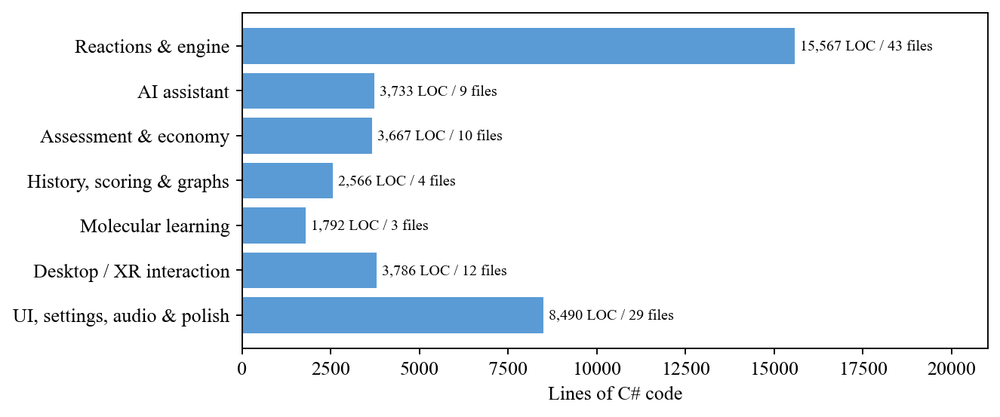 Reactions & engine 15,567 LOC / 43 files
AI assistant 3,733 LOC / 9 files
Assessment & economy 3,667 LOC / 10 files
History, scoring & graphs 2,566 LOC / 4 files
Molecular learning 1,792 LOC / 3 files
Desktop / XR interaction 3,786 LOC / 12 files
UI, settings, audio & polish 8,490 LOC / 29 files
0 2500 5000 7500 10000 12500 15000 17500 20000
Lines of C# code